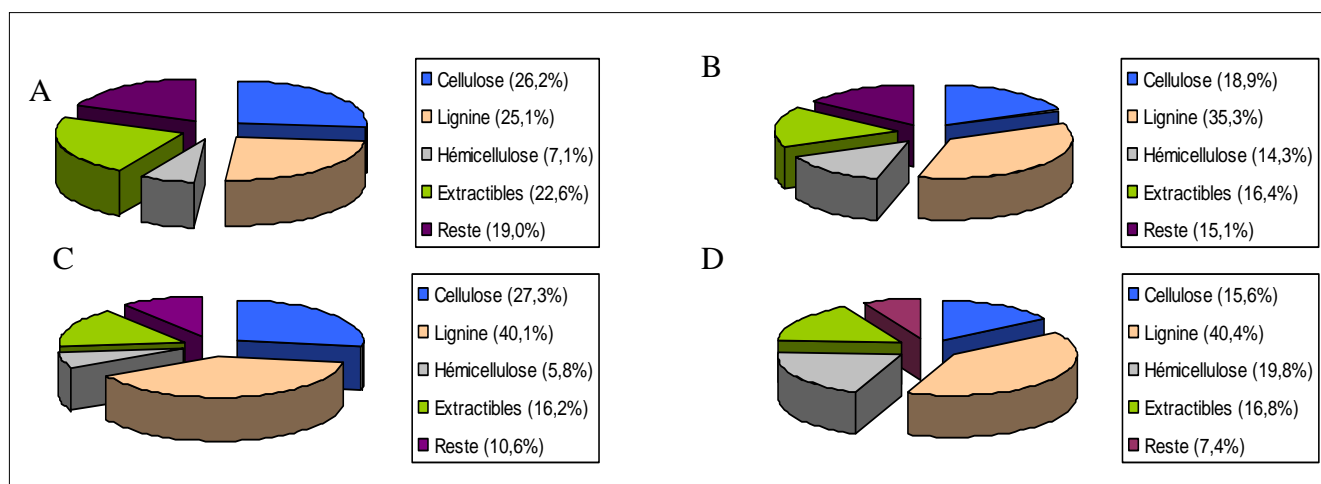 A
Cellulose (26,2%)
Lignine (25,1%)
Hémicellulose (7,1%)
Extractibles (22,6%)
Reste (19,0%)
B
Cellulose (18,9%)
Lignine (35,3%)
Hémicellulose (14,3%)
Extractibles (16,4%)
Reste (15,1%)
C
Cellulose (27,3%)
Lignine (40,1%)
Hémicellulose (5,8%)
Extractibles (16,2%)
Reste (10,6%)
D
Cellulose (15,6%)
Lignine (40,4%)
Hémicellulose (19,8%)
Extractibles (16,8%)
Reste (7,4%)